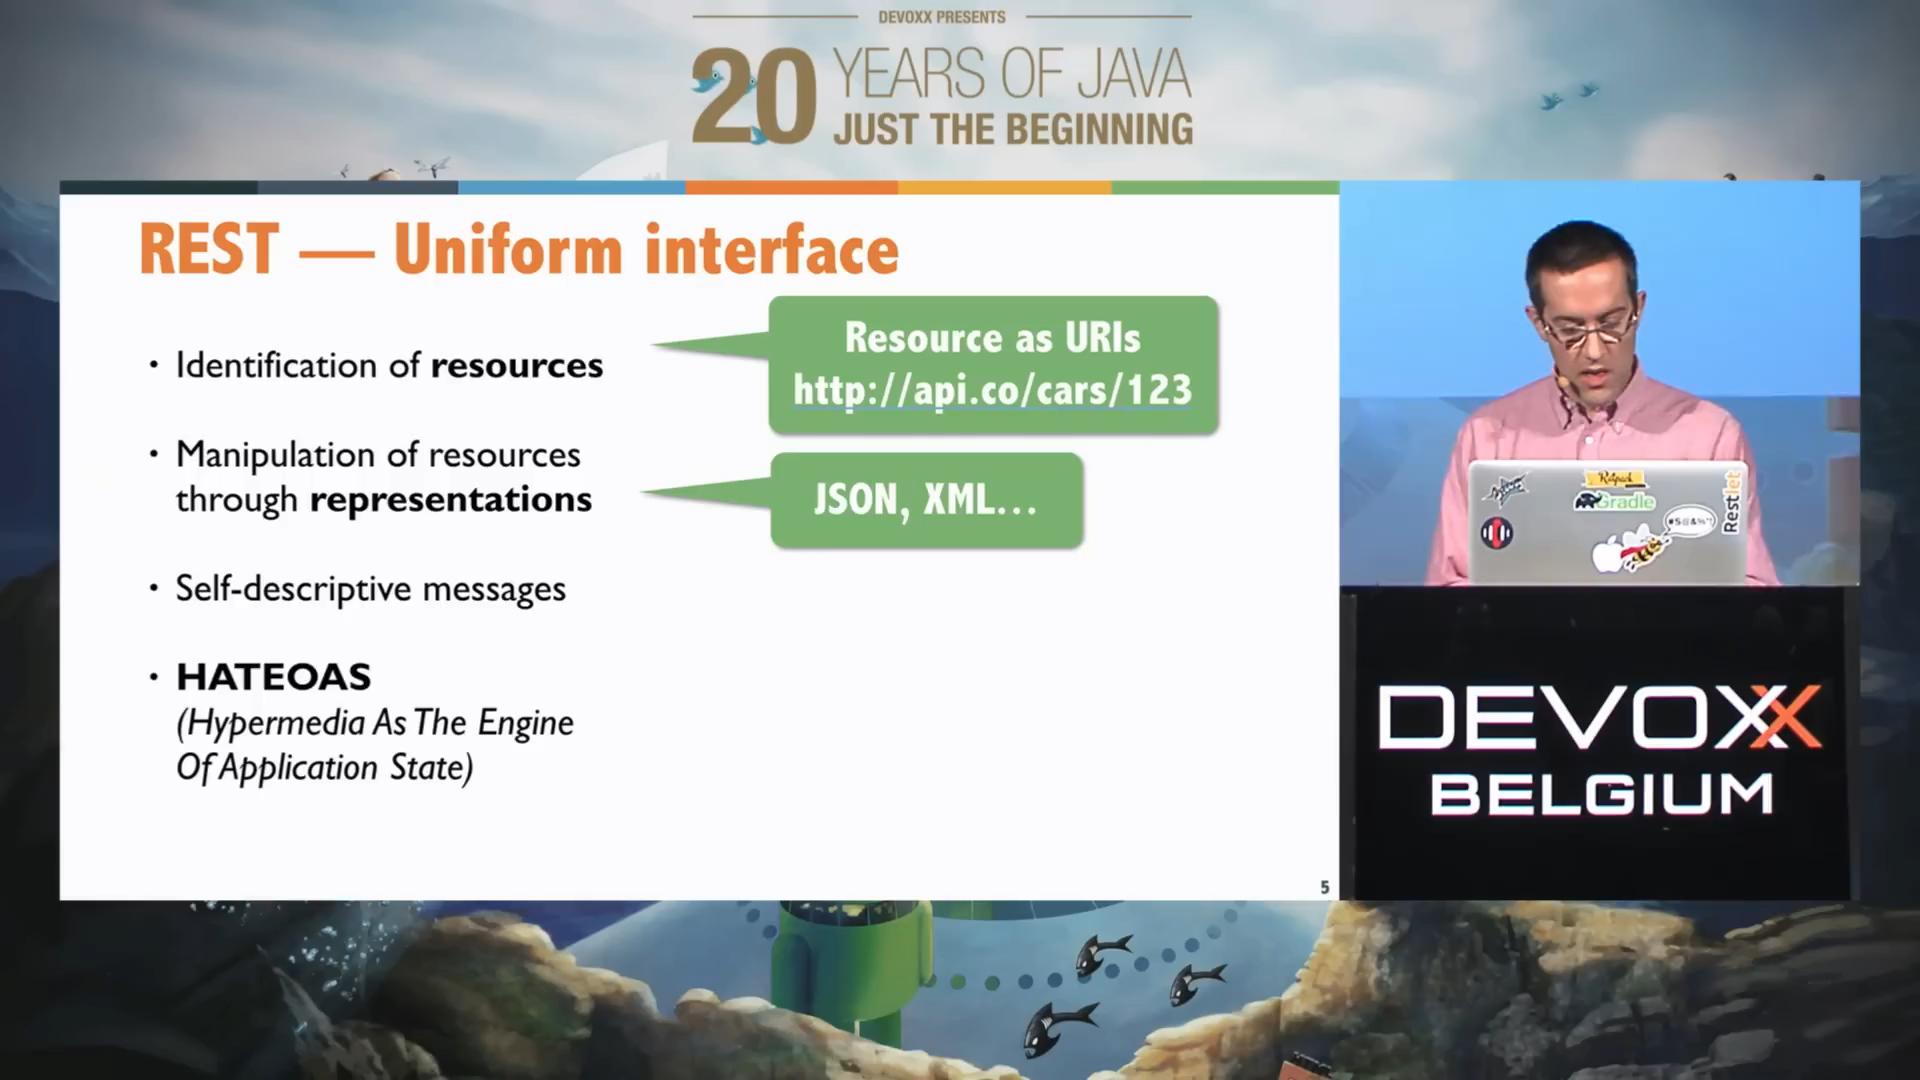 DEVOXX PRESENTS
20 YEARS OF JAVA
JUST THE BEGINNING
REST — Uniform interface
• Identification of resources
Resource as URIs
http://api.co/cars/123
• Manipulation of resources
through representations
JSON, XML...
• Self-descriptive messages
• HATEOAS
(Hypermedia As The Engine
Of Application State)
5
Ratpack
Gradle
#$@&%*!
Restlet
DEVOXX
BELGIUM